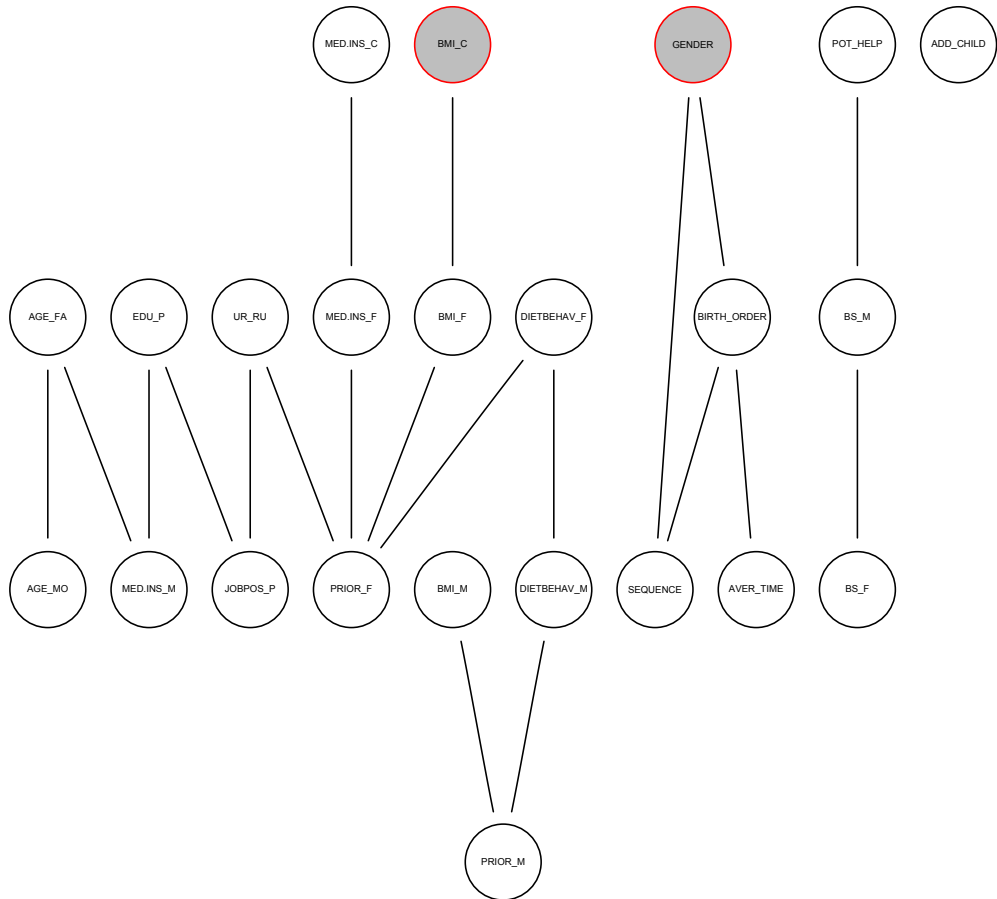 MED.INS_C
BMI_C
GENDER
POT_HELP
ADD_CHILD
AGE_FA
EDU_P
UR_RU
MED.INS_F
BMI_F
DIETBEHAV_F
BIRTH_ORDER
BS_M
AGE_MO
MED.INS_M
JOBPOS_P
PRIOR_F
BMI_M
DIETBEHAV_M
SEQUENCE
AVER_TIME
BS_F
PRIOR_M